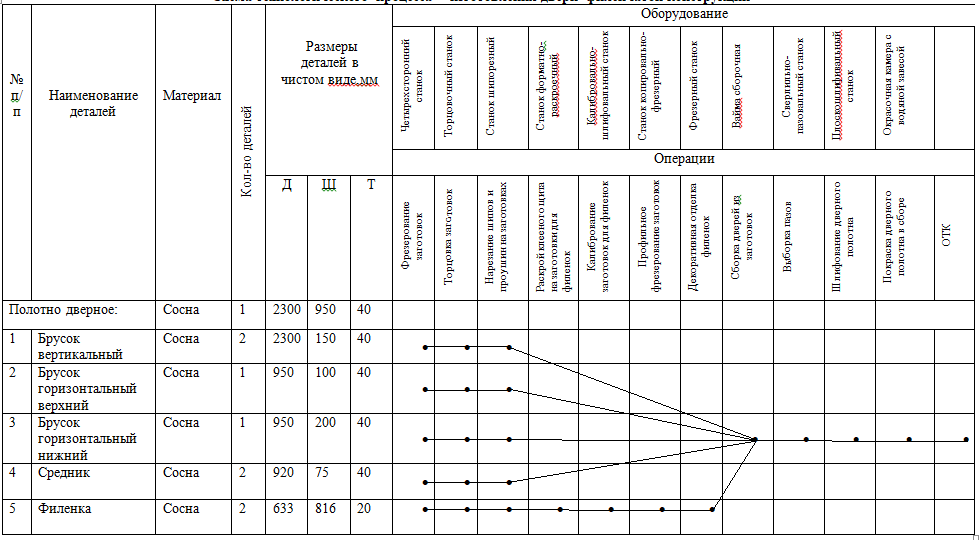 Оборудование
№
п/
п
Наименование
деталей
Материал
Кол-во деталей
Размеры
деталей в
чистом виде,мм
Четырехсторонний
станок
Торцовочный станок
Станок шипорезный
Станок форматно-
раскроечный
Калибровально-
шлифовальный станок
Станок копировально-
фрезерный
Фрезерный станок
Вайма сборочная
Сверлильно-
пазовальный станок
Плоскошлифовальный
станок
Окрасочная камера с
водяной завесой
Операции
Д
Ш
Т
Фрезерование
заготовок
Торцовка заготовок
Нарезание шипов и
проушин на заготовках
Раскрой клееного щита
на заготовки для
филенок
Калибрование
заготовок для филенок
Профильное
фрезерование заготовок
Декоративная отделка
филенок
Сборка дверей из
заготовок
Выборка пазов
Шлифование дверного
полотна
Покраска дверного
полотна в сборе
ОТК
Полотно дверное: Сосна 1 2300 950 40
1 Брусок Сосна 2 2300 150 40
вертикальный
2 Брусок Сосна 1 950 100 40
горизонтальный
верхний
3 Брусок Сосна 1 950 200 40
горизонтальный
нижний
4 Средник Сосна 2 920 75 40
5 Филенка Сосна 2 633 816 20